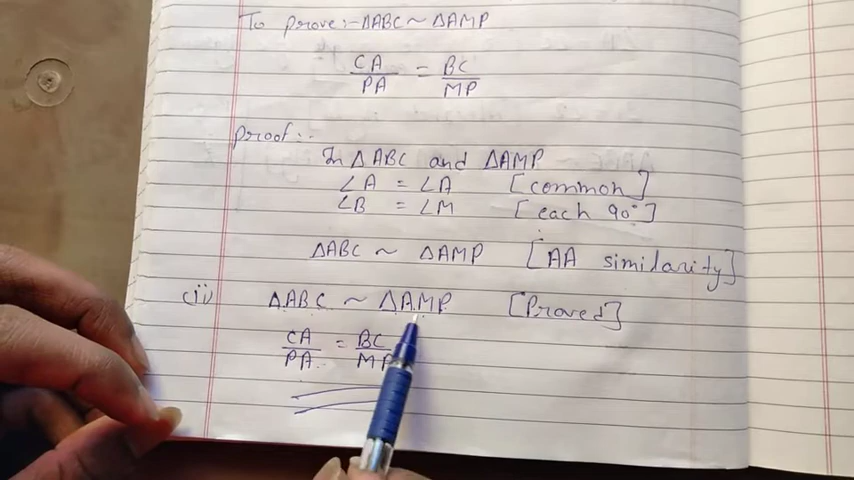 To prove:- ΔABC ~ ΔAMP
CA/PA = BC/MP
Proof:-
In ΔABC and ΔAMP
∠A = ∠A [common]
∠B = ∠M [each 90°]
ΔABC ~ ΔAMP [AA similarity]
(ii) ΔABC ~ ΔAMP [Proved]
CA/PA = BC/MP